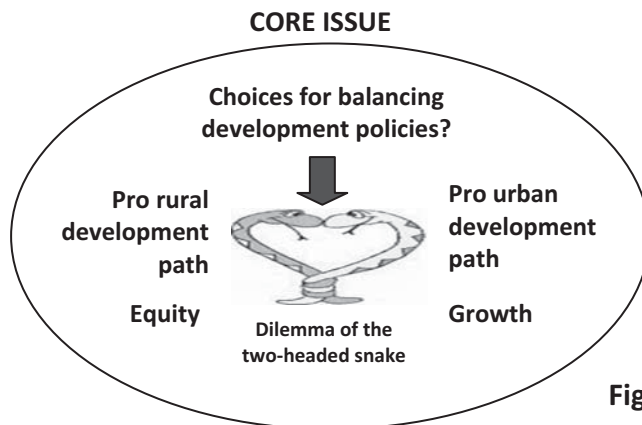 CORE ISSUE
Choices for balancing
development policies?
Pro rural
development
path
Pro urban
development
path
Equity
Growth
Dilemma of the
two-headed snake
Fig